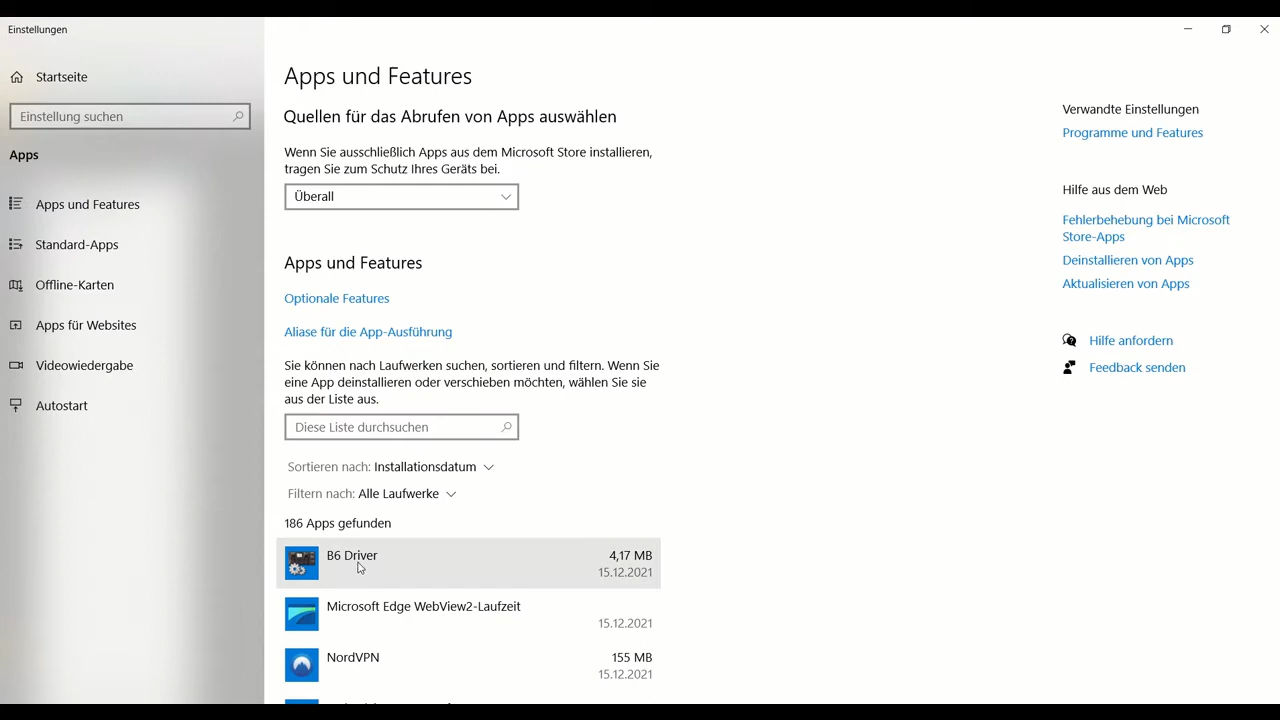 Einstellungen
Startseite
Einstellung suchen
Apps
Apps und Features
Standard-Apps
Offline-Karten
Apps für Websites
Videowiedergabe
Autostart
Apps und Features
Quellen für das Abrufen von Apps auswählen
Wenn Sie ausschließlich Apps aus dem Microsoft Store installieren,
tragen Sie zum Schutz Ihres Geräts bei.
Überall
Apps und Features
Optionale Features
Aliase für die App-Ausführung
Sie können nach Laufwerken suchen, sortieren und filtern. Wenn Sie
eine App deinstallieren oder verschieben möchten, wählen Sie sie
aus der Liste aus.
Diese Liste durchsuchen
Sortieren nach: Installationsdatum
Filtern nach: Alle Laufwerke
186 Apps gefunden
B6 Driver 4,17 MB
15.12.2021
Microsoft Edge WebView2-Laufzeit
15.12.2021
NordVPN 155 MB
15.12.2021
Verwandte Einstellungen
Programme und Features
Hilfe aus dem Web
Fehlerbehebung bei Microsoft
Store-Apps
Deinstallieren von Apps
Aktualisieren von Apps
Hilfe anfordern
Feedback senden